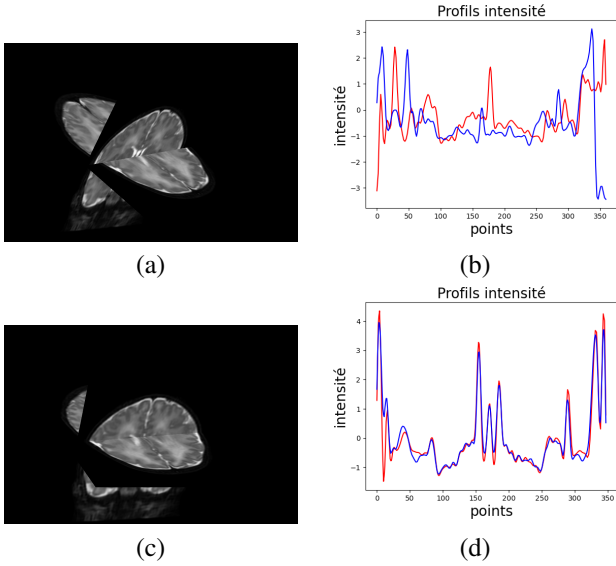 Profils intensité
intensité
3
2
1
0
−1
−2
−3
0 50 100 150 200 250 300 350
points
(a)
(b)
Profils intensité
intensité
4
3
2
1
0
−1
0 50 100 150 200 250 300 350
points
(c)
(d)